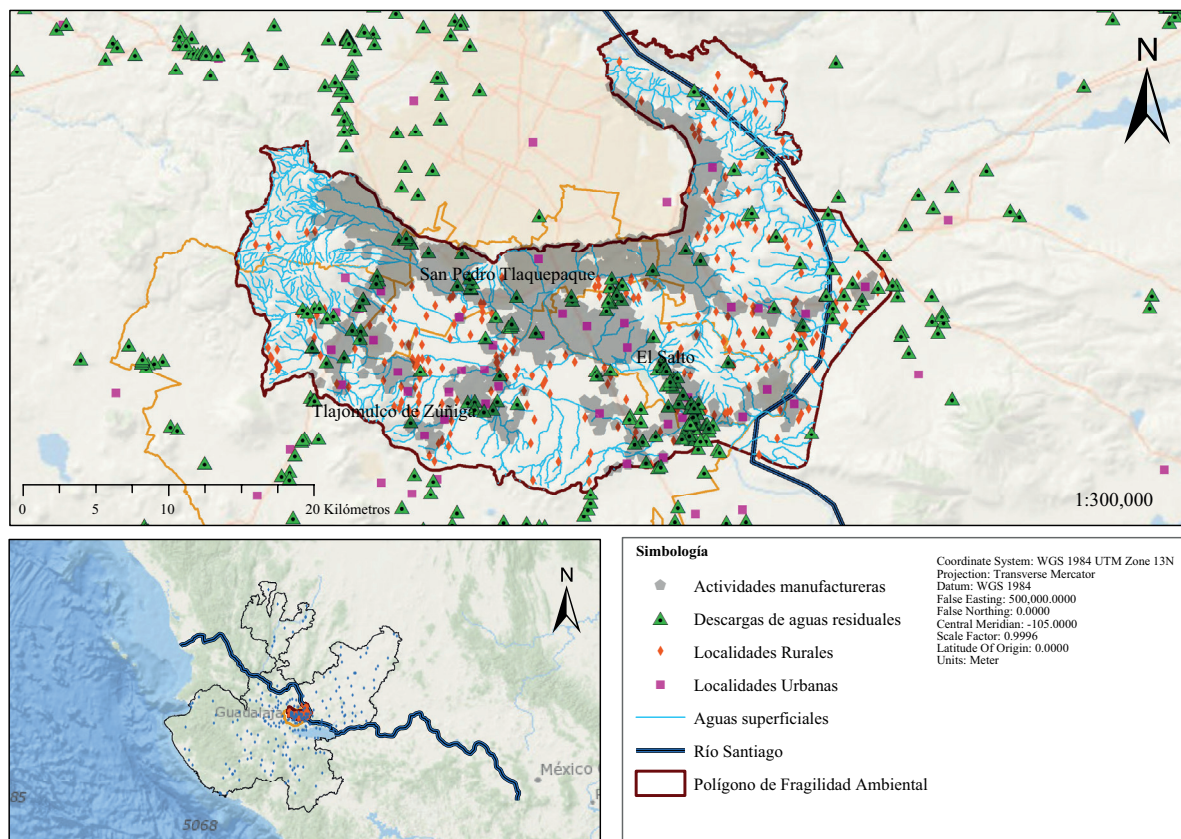 N
San Pedro Tlaquepaque
El Salto
Tlajomulco de Zuñiga
0 5 10 20 Kilómetros
1:300,000
N
Guadalaja
México
85
5068
Simbología
Actividades manufactureras
Descargas de aguas residuales
Localidades Rurales
Localidades Urbanas
Aguas superficiales
Río Santiago
Polígono de Fragilidad Ambiental
Coordinate System: WGS 1984 UTM Zone 13N
Projection: Transverse Mercator
Datum: WGS 1984
False Easting: 500,000.0000
False Northing: 0.0000
Central Meridian: -105.0000
Scale Factor: 0.9996
Latitude Of Origin: 0.0000
Units: Meter